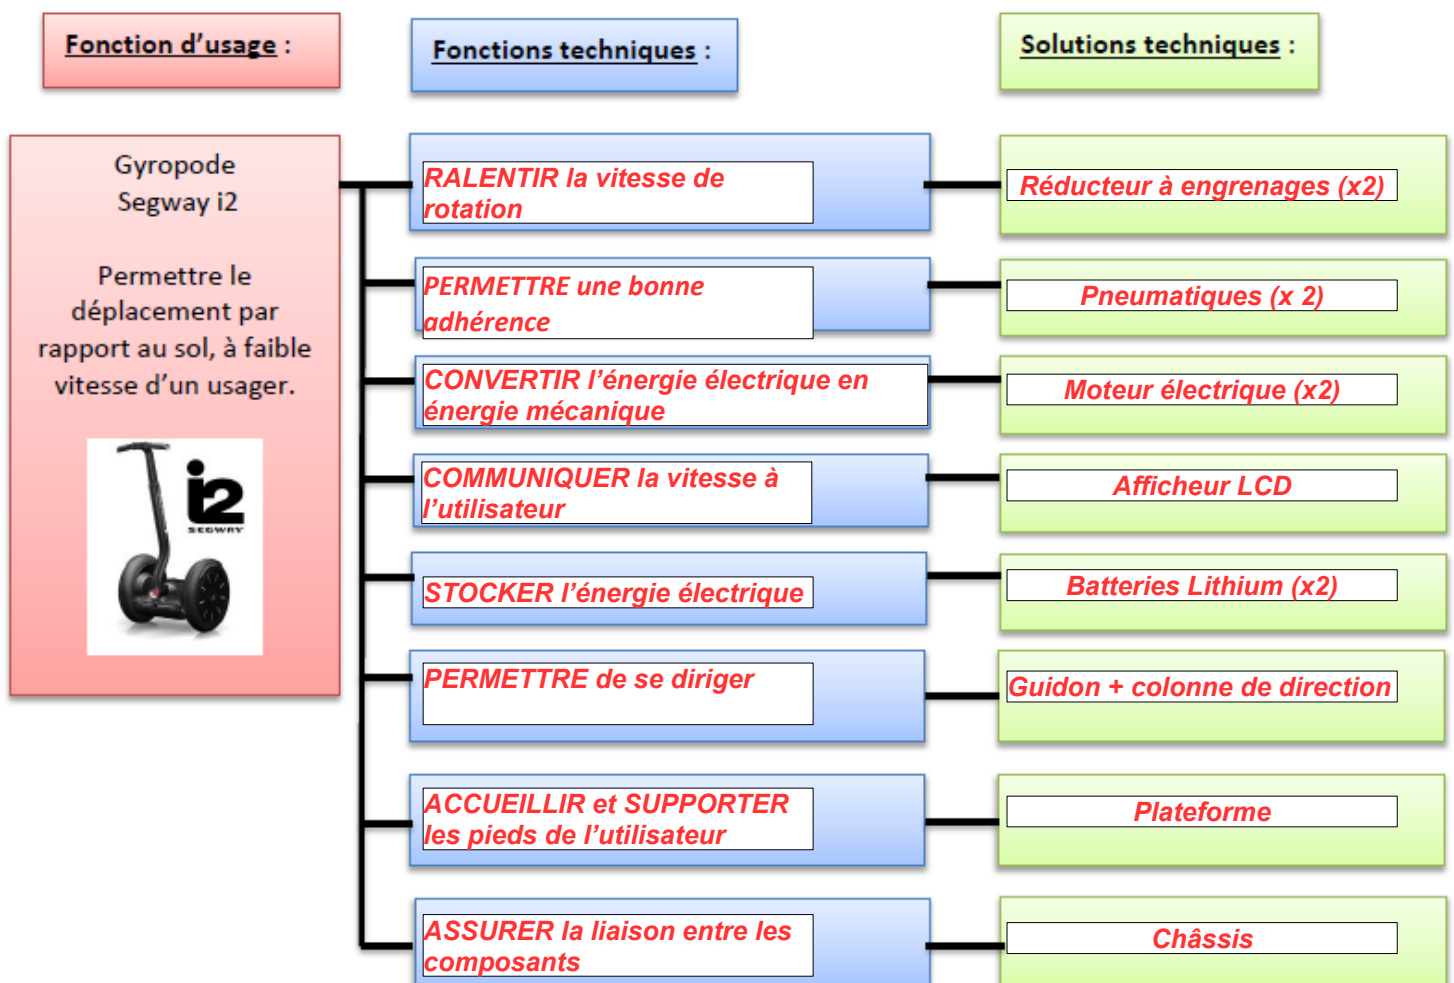 Fonction d'usage :
Fonctions techniques :
Solutions techniques :
Gyropode
Segway i2
Permettre le
déplacement par
rapport au sol, à faible
vitesse d'un usager.
i2
SEGWAY
RALENTIR la vitesse de
rotation
Réducteur à engrenages (x2)
PERMETTRE une bonne
adhérence
Pneumatiques (x 2)
CONVERTIR l'énergie électrique en
énergie mécanique
Moteur électrique (x2)
COMMUNIQUER la vitesse à
l'utilisateur
Afficheur LCD
STOCKER l'énergie électrique
Batteries Lithium (x2)
PERMETTRE de se diriger
Guidon + colonne de direction
ACCUEILLIR et SUPPORTER
les pieds de l'utilisateur
Plateforme
ASSURER la liaison entre les
composants
Châssis